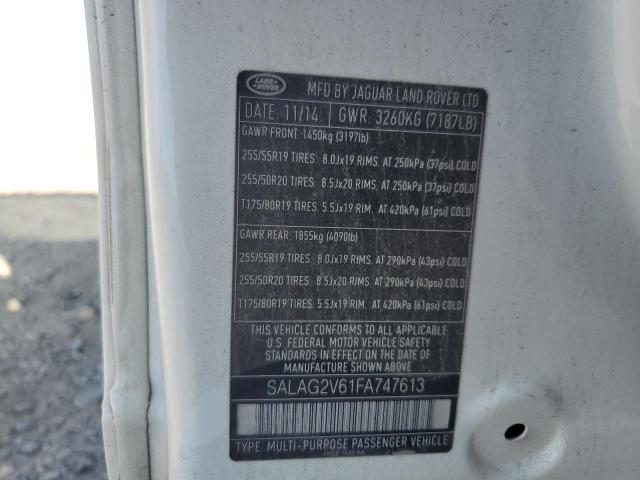 LAND ROVER
MFD BY JAGUAR LAND ROVER LTD
DATE: 11/14 GWR: 3260KG (7187LB)
GAWR FRONT: 1450kg (3197lb)
255/55R19 TIRES. 8.0Jx19 RIMS. AT 250kPa (37psi) COLD
255/50R20 TIRES. 8.5Jx20 RIMS. AT 250kPa (37psi) COLD
T175/80R19 TIRES. 5.5Jx19 RIM. AT 420kPa (61psi) COLD
GAWR REAR: 1855kg (4090lb)
255/55R19 TIRES. 8.0Jx19 RIMS. AT 290kPa (43psi) COLD
255/50R20 TIRES. 8.5Jx20 RIMS. AT 290kPa (43psi) COLD
T175/80R19 TIRES. 5.5Jx19 RIM. AT 420kPa (61psi) COLD
THIS VEHICLE CONFORMS TO ALL APPLICABLE
U.S. FEDERAL MOTOR VEHICLE SAFETY
STANDARDS IN EFFECT ON THE DATE OF
MANUFACTURE SHOWN ABOVE
SALAG2V61FA747613
TYPE: MULTI-PURPOSE PASSENGER VEHICLE